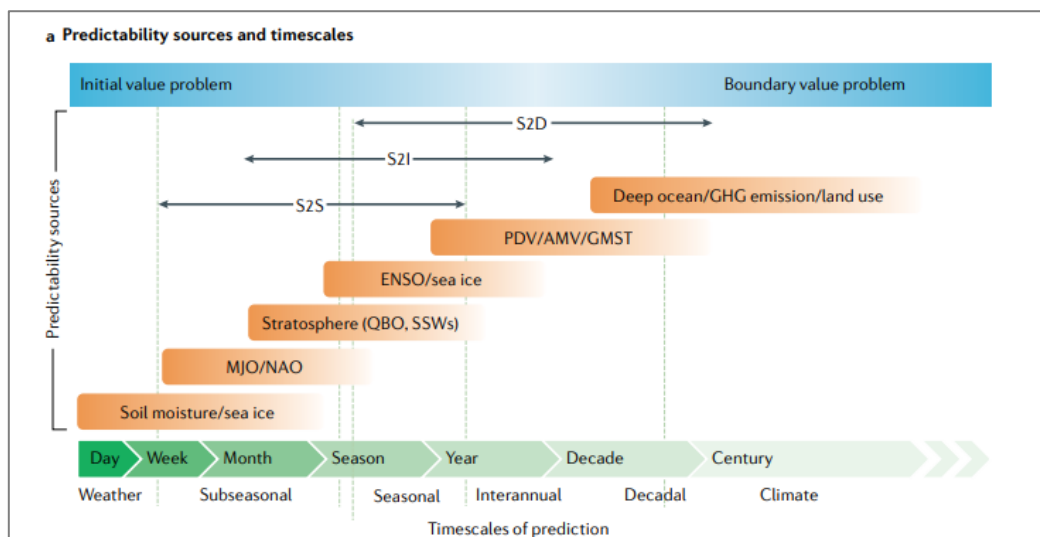 a Predictability sources and timescales
Initial value problem
Boundary value problem
S2D
S2I
S2S
Predictability sources
Deep ocean/GHG emission/land use
PDV/AMV/GMST
ENSO/sea ice
Stratosphere (QBO, SSWs)
MJO/NAO
Soil moisture/sea ice
Day Week Month Season Year Decade Century
Weather Subseasonal Seasonal Interannual Decadal Climate
Timescales of prediction